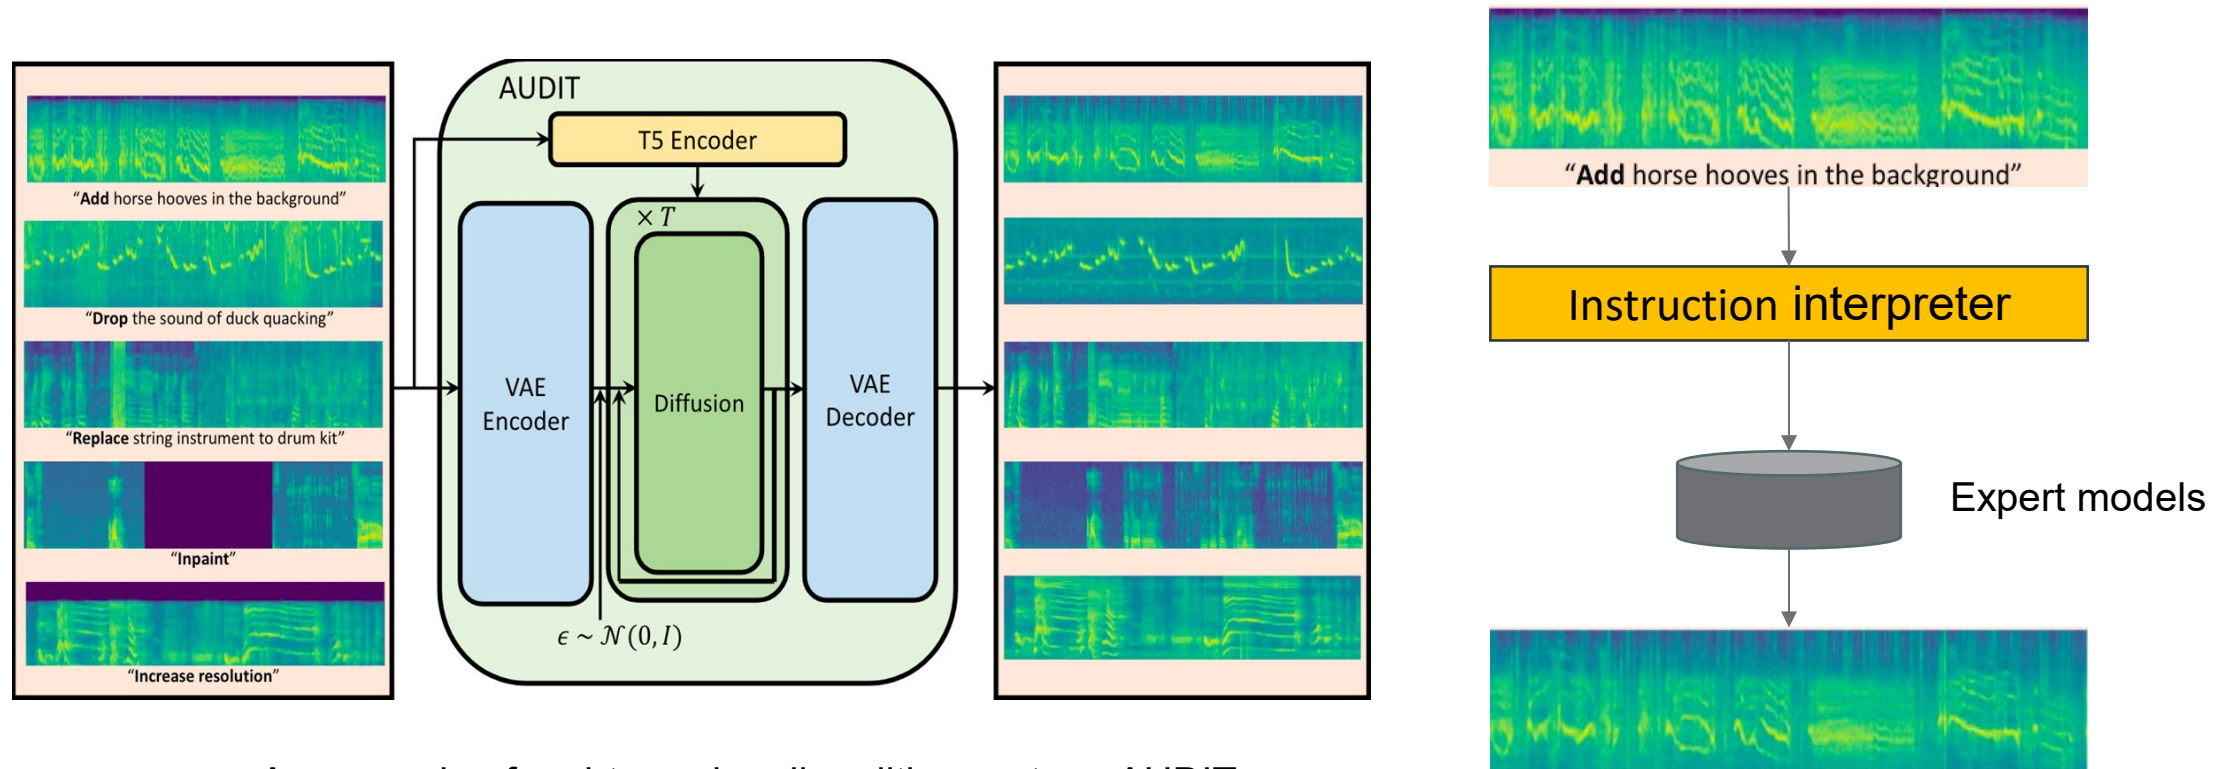 AUDIT
T5 Encoder
× T
VAE
Encoder
Diffusion
VAE
Decoder
ϵ ~ 𝒩(0, I)
“Add horse hooves in the background”
“Drop the sound of duck quacking”
“Replace string instrument to drum kit”
“Inpaint”
“Increase resolution”
“Add horse hooves in the background”
Instruction interpreter
Expert models